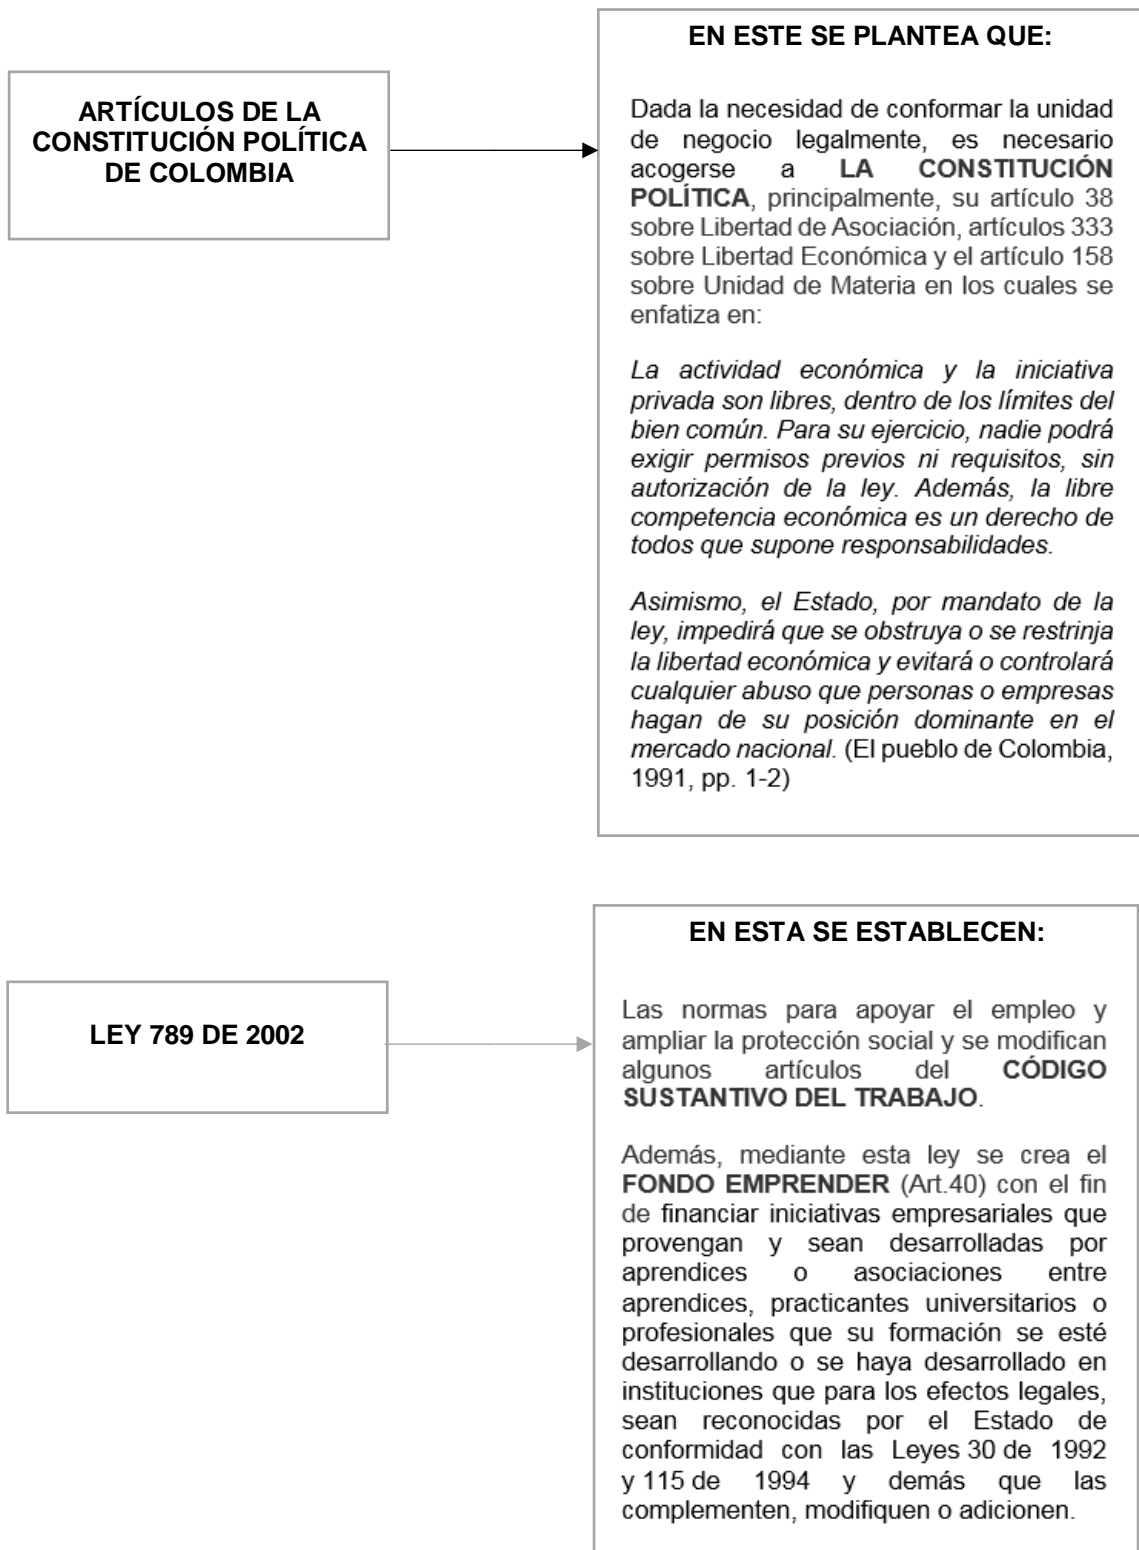 ARTÍCULOS DE LA
CONSTITUCIÓN POLÍTICA
DE COLOMBIA
EN ESTE SE PLANTEA QUE:
Dada la necesidad de conformar la unidad
de negocio legalmente, es necesario
acogerse a LA CONSTITUCIÓN
POLÍTICA, principalmente, su artículo 38
sobre Libertad de Asociación, artículos 333
sobre Libertad Económica y el artículo 158
sobre Unidad de Materia en los cuales se
enfatiza en:
La actividad económica y la iniciativa
privada son libres, dentro de los límites del
bien común. Para su ejercicio, nadie podrá
exigir permisos previos ni requisitos, sin
autorización de la ley. Además, la libre
competencia económica es un derecho de
todos que supone responsabilidades.
Asimismo, el Estado, por mandato de la
ley, impedirá que se obstruya o se restrinja
la libertad económica y evitará o controlará
cualquier abuso que personas o empresas
hagan de su posición dominante en el
mercado nacional. (El pueblo de Colombia,
1991, pp. 1-2)
LEY 789 DE 2002
EN ESTA SE ESTABLECEN:
Las normas para apoyar el empleo y
ampliar la protección social y se modifican
algunos artículos del CÓDIGO
SUSTANTIVO DEL TRABAJO.
Además, mediante esta ley se crea el
FONDO EMPRENDER (Art.40) con el fin
de financiar iniciativas empresariales que
provengan y sean desarrolladas por
aprendices o asociaciones entre
aprendices, practicantes universitarios o
profesionales que su formación se esté
desarrollando o se haya desarrollado en
instituciones que para los efectos legales,
sean reconocidas por el Estado de
conformidad con las Leyes 30 de 1992
y 115 de 1994 y demás que las
complementen, modifiquen o adicionen.